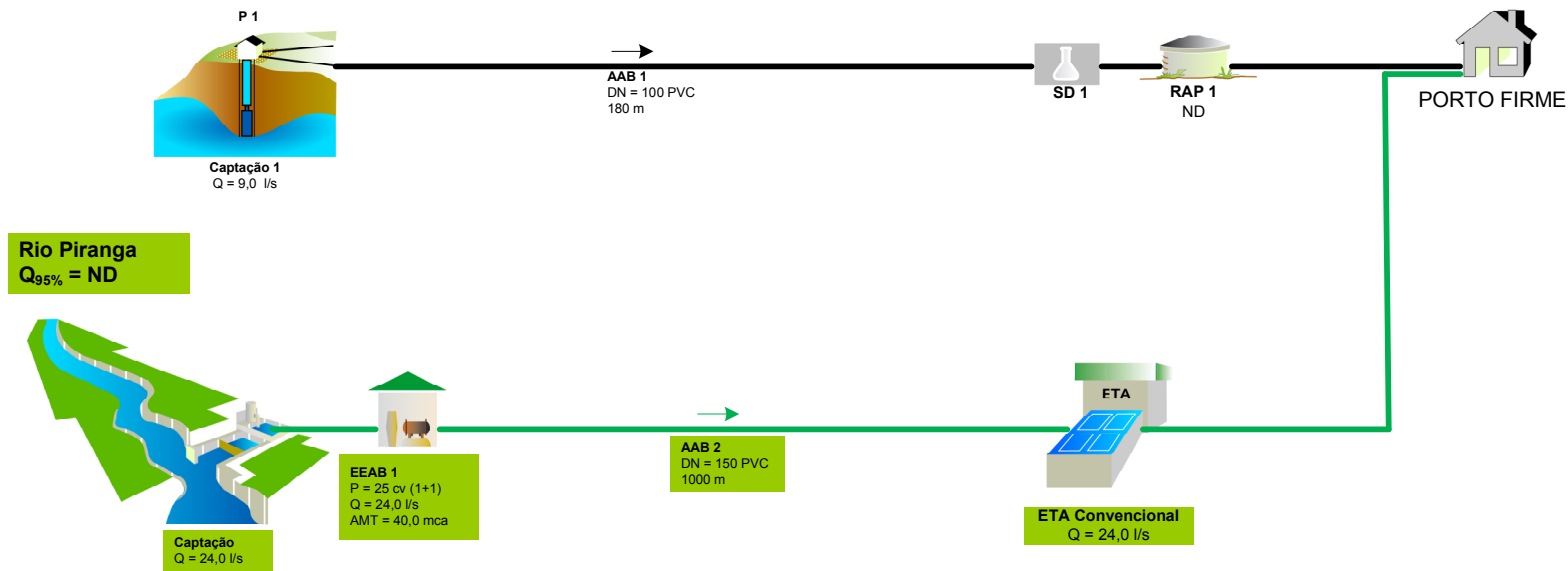 P 1
AAB 1
DN = 100 PVC
180 m
SD 1
RAP 1
ND
PORTO FIRME
Captação 1
Q = 9,0 l/s
Rio Piranga
Q95% = ND
ETA
EEAB 1
P = 25 cv (1+1)
Q = 24,0 l/s
AMT = 40,0 mca
AAB 2
DN = 150 PVC
1000 m
ETA Convencional
Q = 24,0 l/s
Captação
Q = 24,0 l/s